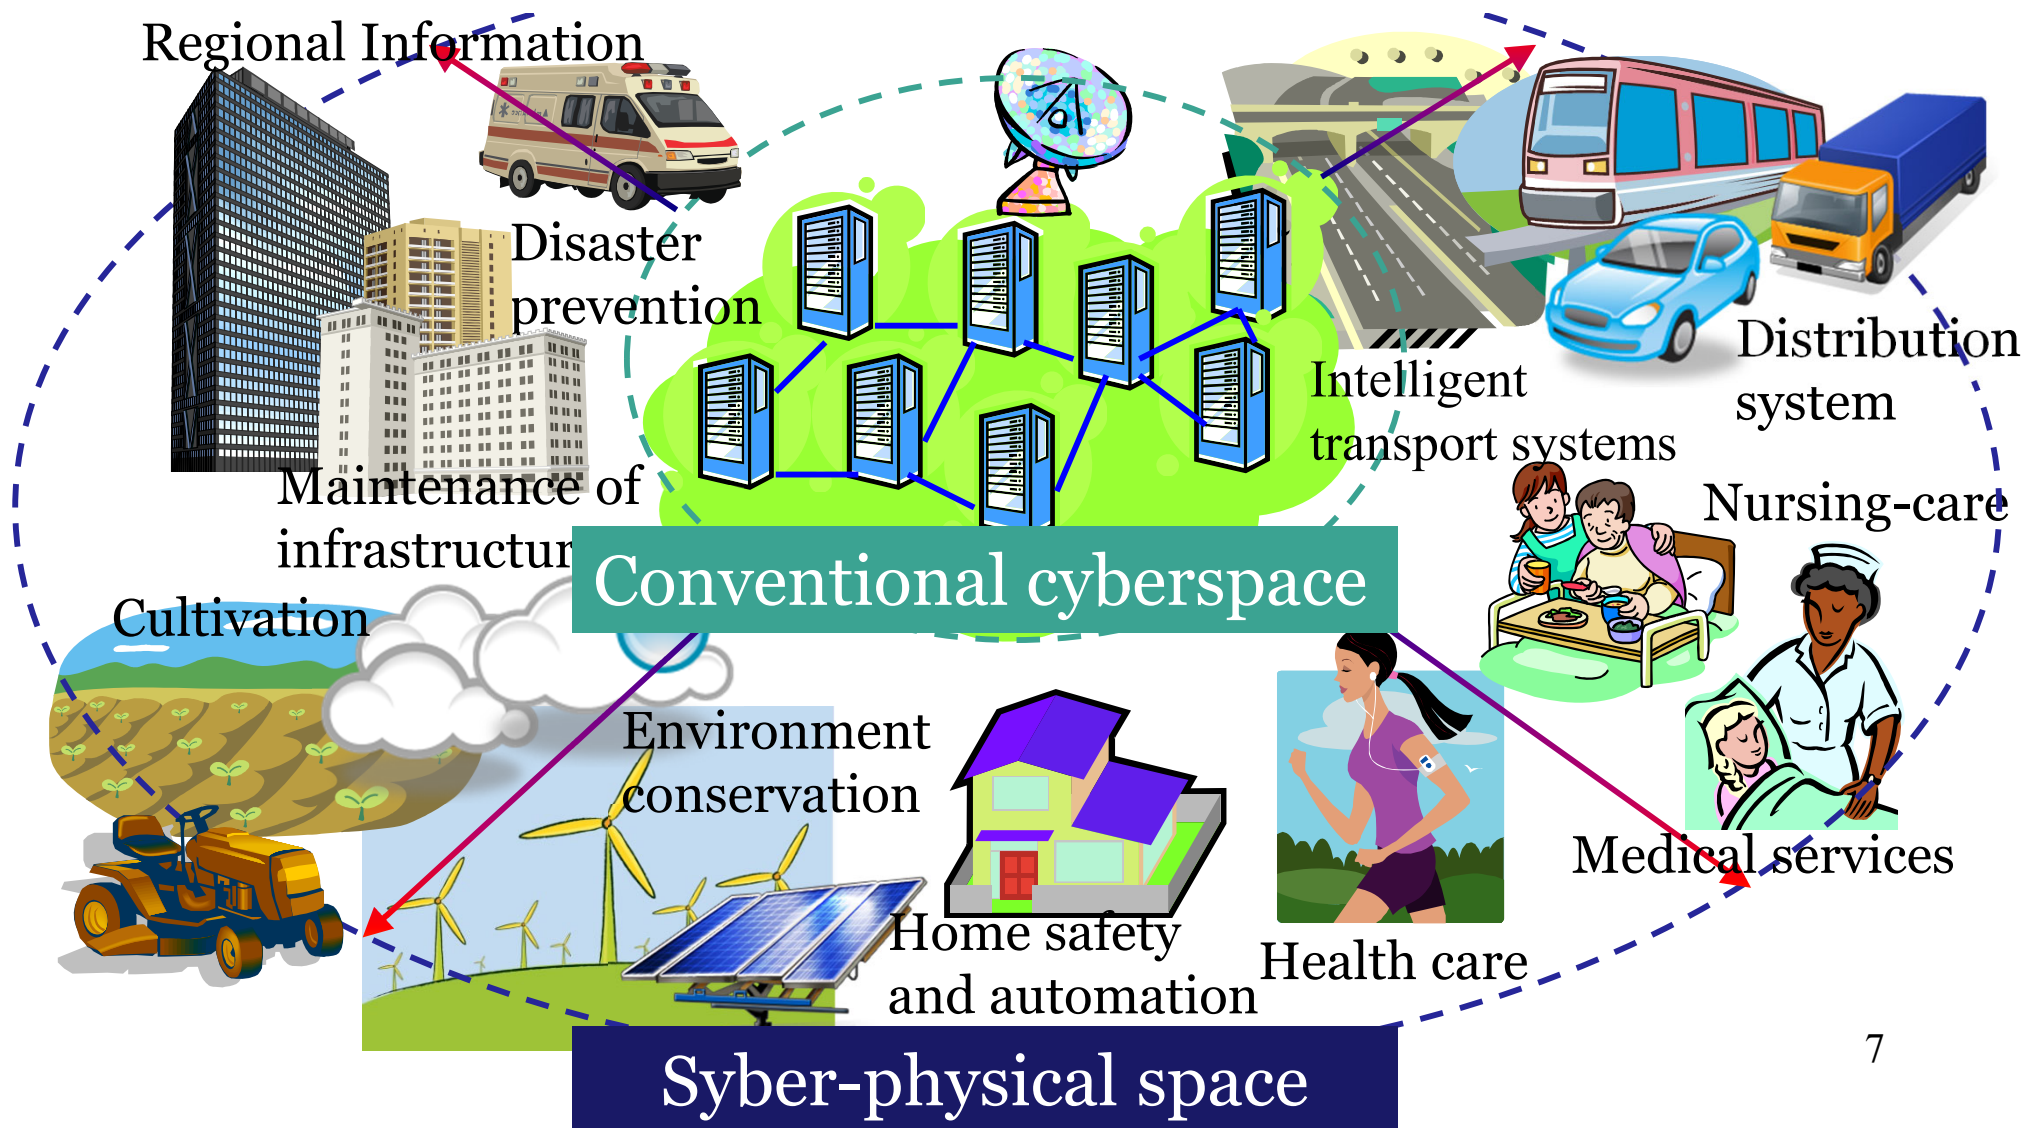 Regional Information
Disaster
prevention
Maintenance of
infrastructur
Intelligent
transport systems
Distribution
system
Nursing-care
Conventional cyberspace
Cultivation
Environment
conservation
Home safety
and automation
Health care
Medical services
7
Syber-physical space